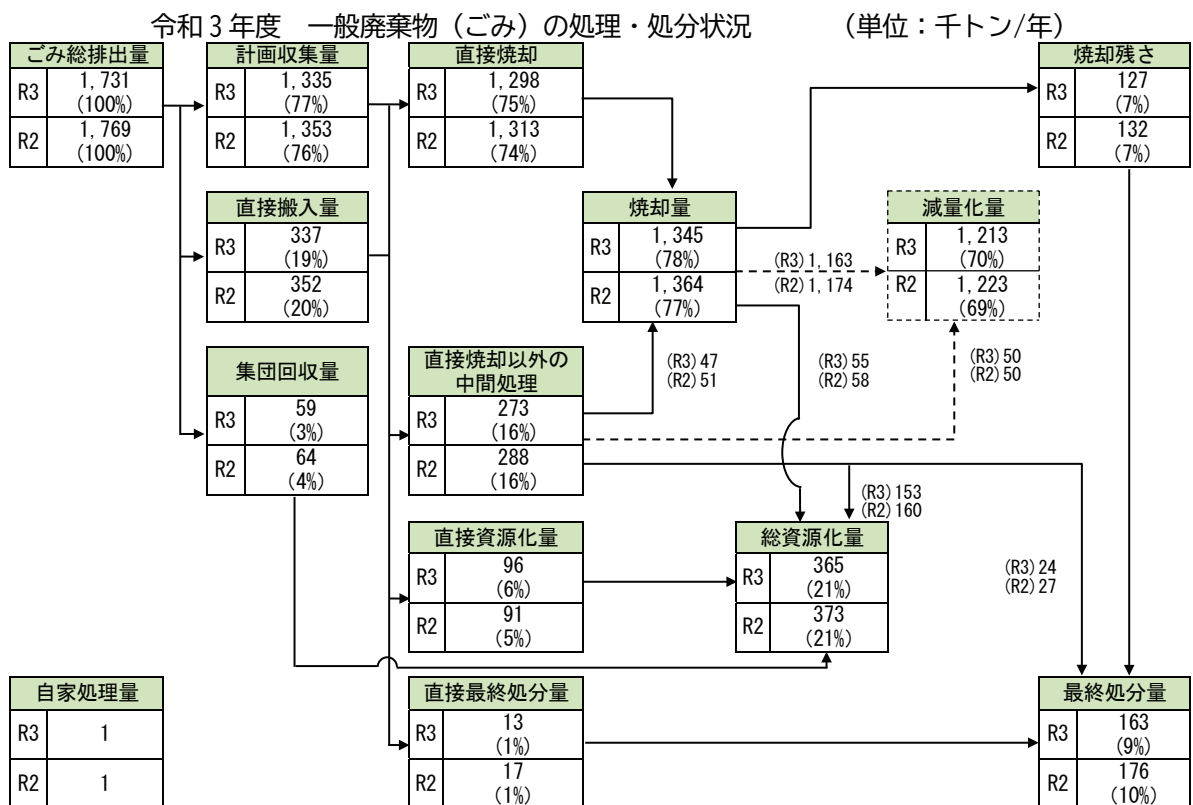 令和３年度　一般廃棄物（ごみ）の処理・処分状況　　（単位：千トン/年）
ごみ総排出量
R3 1,731
(100%)
R2 1,769
(100%)
計画収集量
R3 1,335
(77%)
R2 1,353
(76%)
直接焼却
R3 1,298
(75%)
R2 1,313
(74%)
焼却残さ
R3 127
(7%)
R2 132
(7%)
直接搬入量
R3 337
(19%)
R2 352
(20%)
焼却量
R3 1,345
(78%)
R2 1,364
(77%)
(R3)1,163
(R2)1,174
減量化量
R3 1,213
(70%)
R2 1,223
(69%)
集団回収量
R3 59
(3%)
R2 64
(4%)
直接焼却以外の
中間処理
R3 273
(16%)
R2 288
(16%)
(R3)47
(R2)51
(R3)55
(R2)58
(R3)50
(R2)50
(R3)153
(R2)160
直接資源化量
R3 96
(6%)
R2 91
(5%)
総資源化量
R3 365
(21%)
R2 373
(21%)
(R3)24
(R2)27
自家処理量
R3 1
R2 1
直接最終処分量
R3 13
(1%)
R2 17
(1%)
最終処分量
R3 163
(9%)
R2 176
(10%)